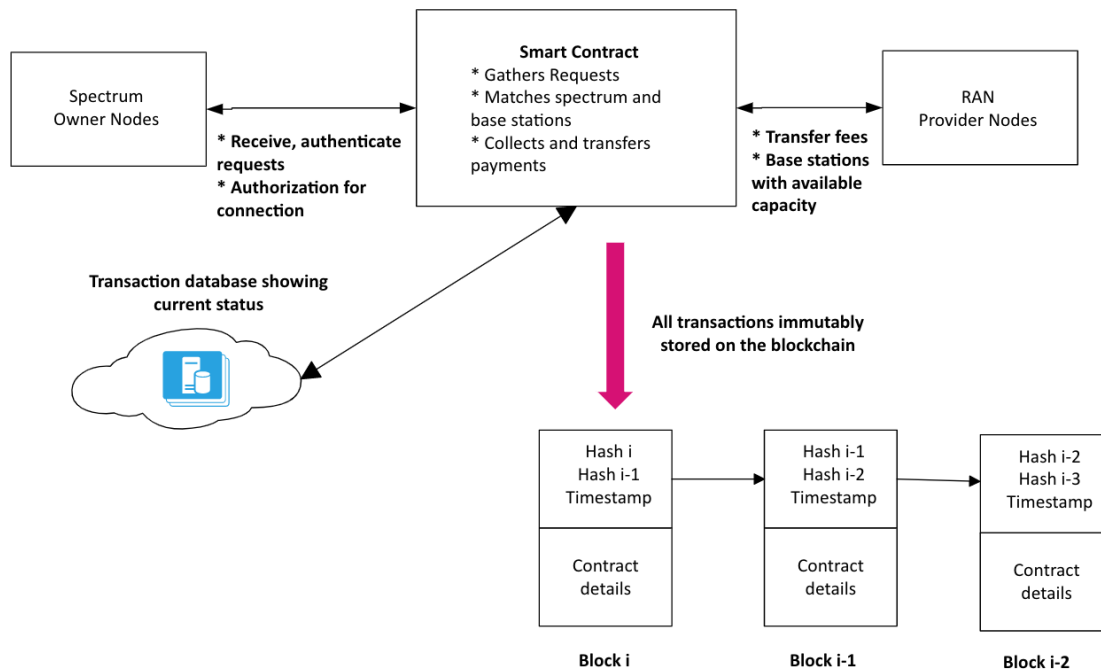 Spectrum
Owner Nodes
* Receive, authenticate
requests
* Authorization for
connection
Smart Contract
* Gathers Requests
* Matches spectrum and
base stations
* Collects and transfers
payments
* Transfer fees
* Base stations
with available
capacity
RAN
Provider Nodes
Transaction database showing
current status
All transactions immutably
stored on the blockchain
Hash i
Hash i-1
Timestamp
Contract
details
Block i
Hash i-1
Hash i-2
Timestamp
Contract
details
Block i-1
Hash i-2
Hash i-3
Timestamp
Contract
details
Block i-2